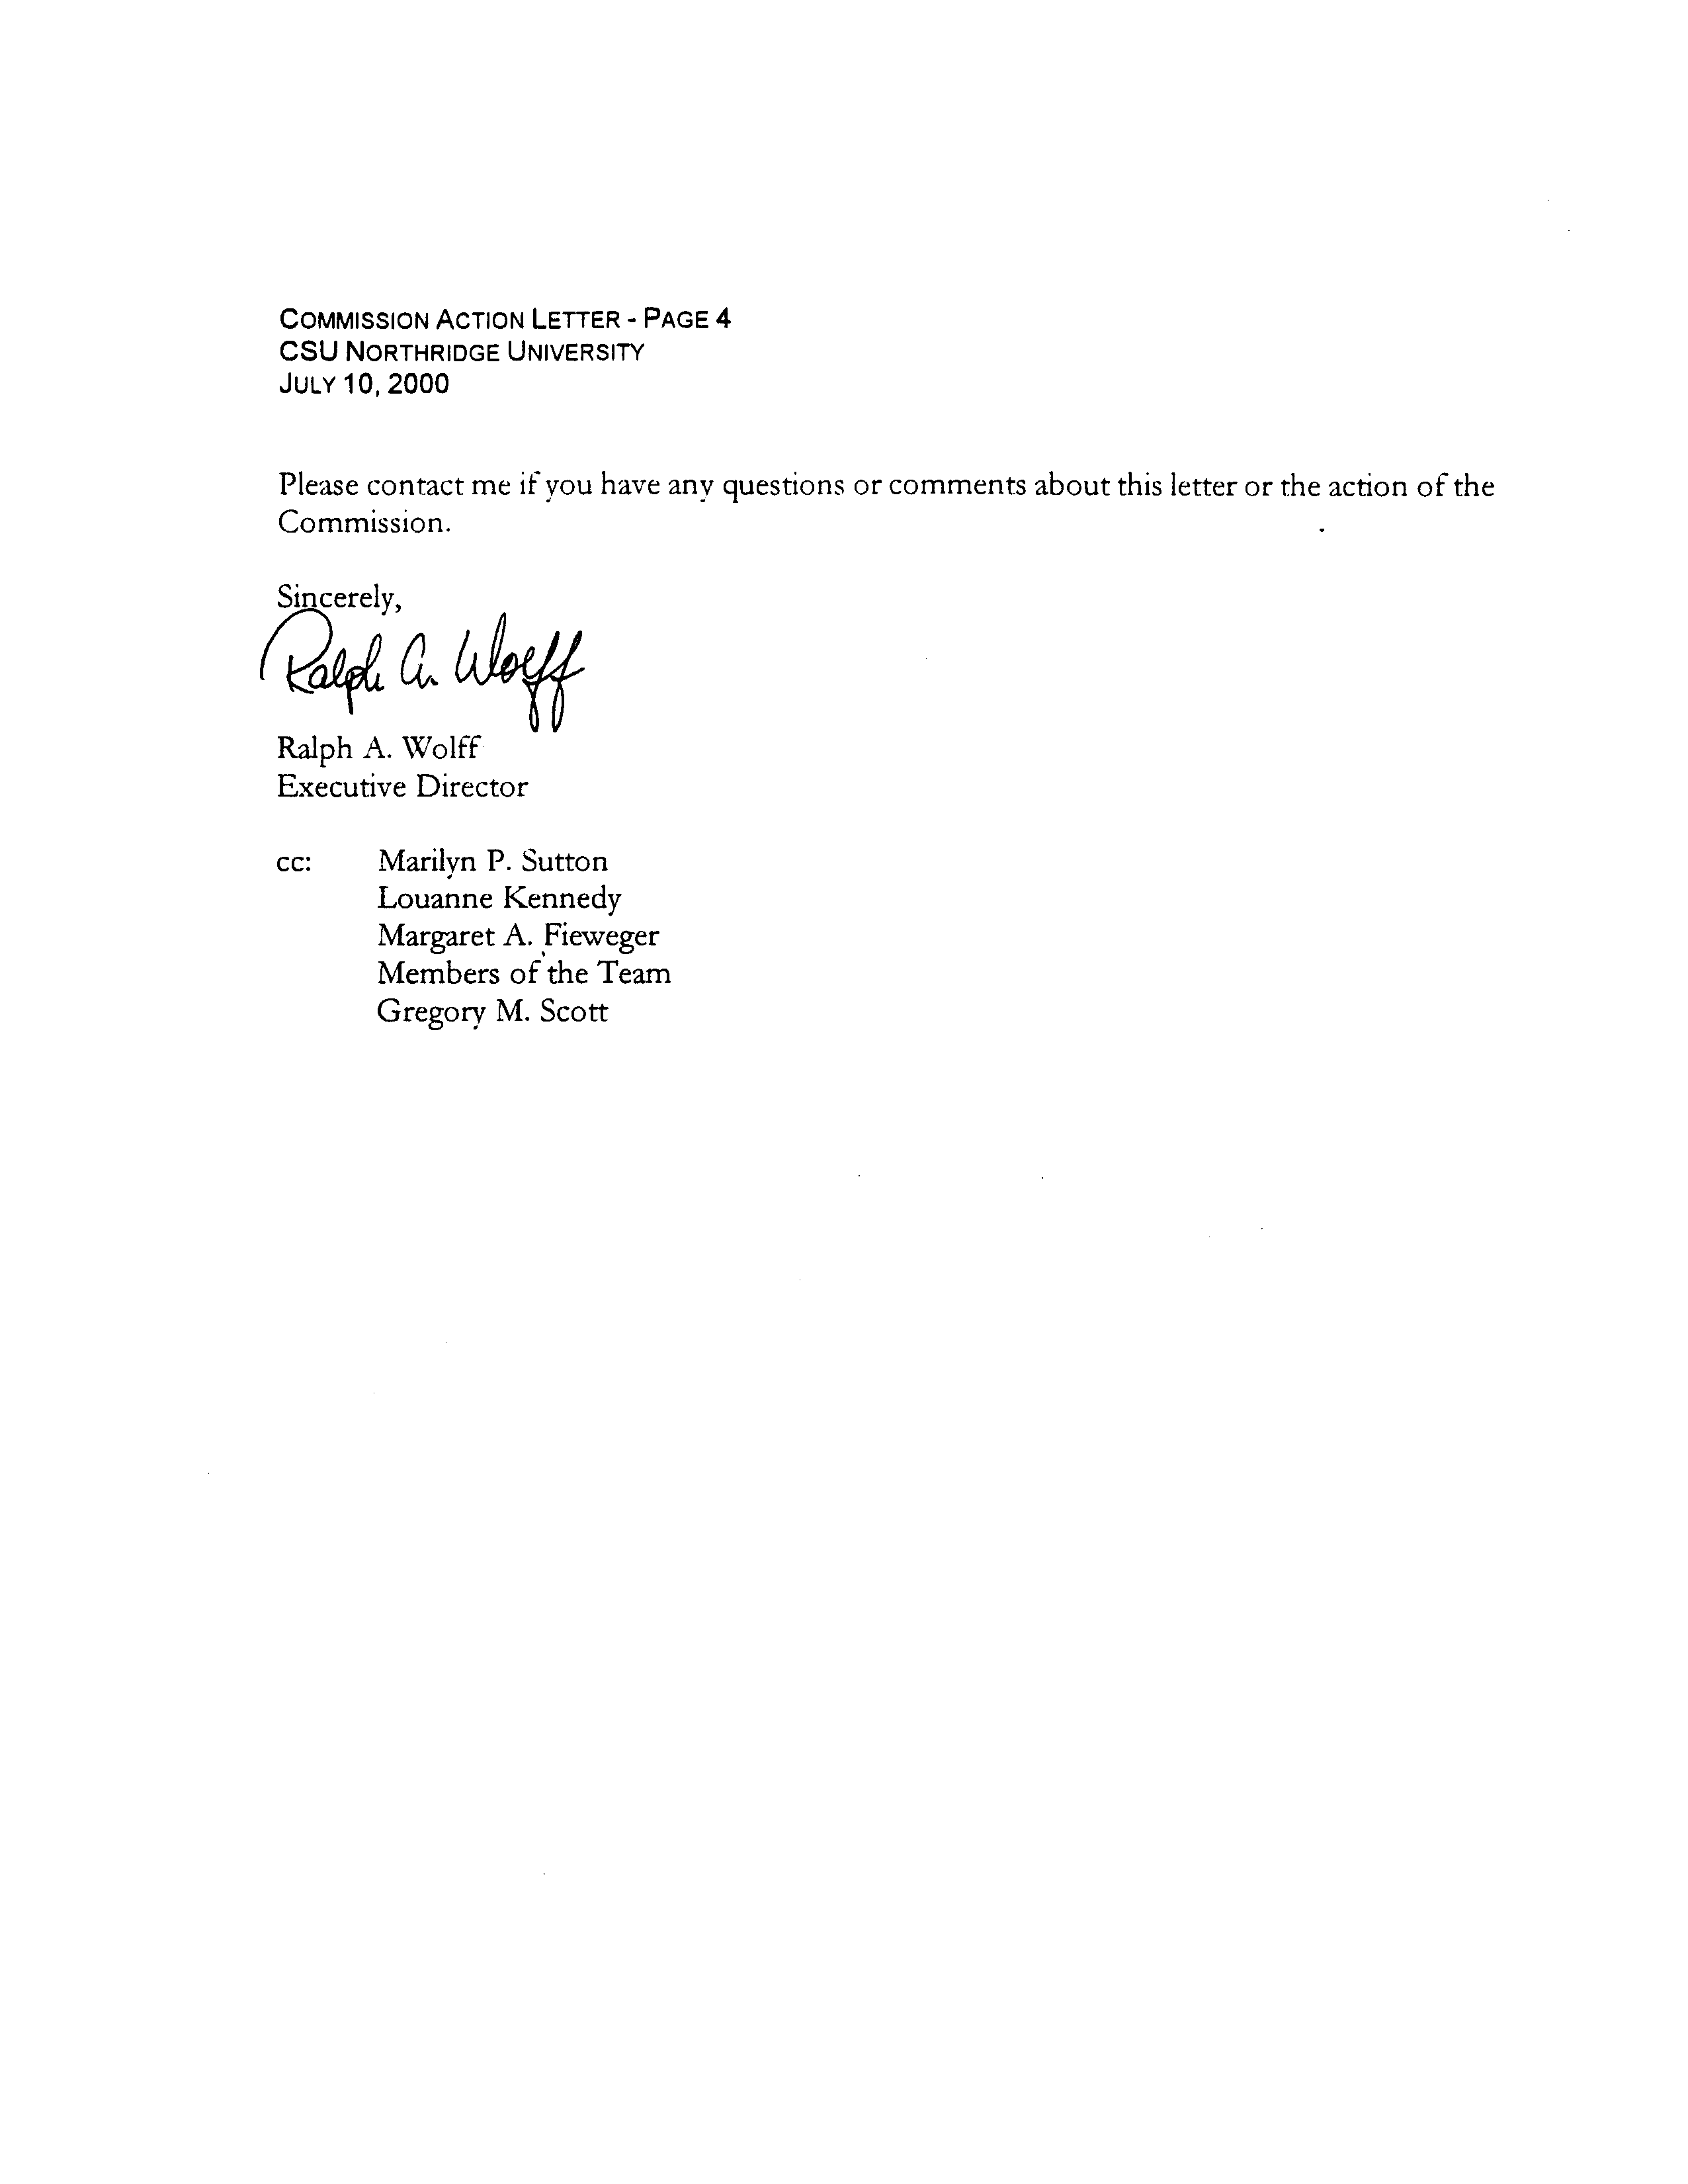 COMMISSION ACTION LETTER - PAGE 4
CSU NORTHRIDGE UNIVERSITY
JULY 10, 2000
Please contact me if you have any questions or comments about this letter or the action of the
Commission.
Sincerely,
Ralph A. Wolff
Ralph A. Wolff
Executive Director
cc: Marilyn P. Sutton
Louanne Kennedy
Margaret A. Fieweger
Members of the Team
Gregory M. Scott